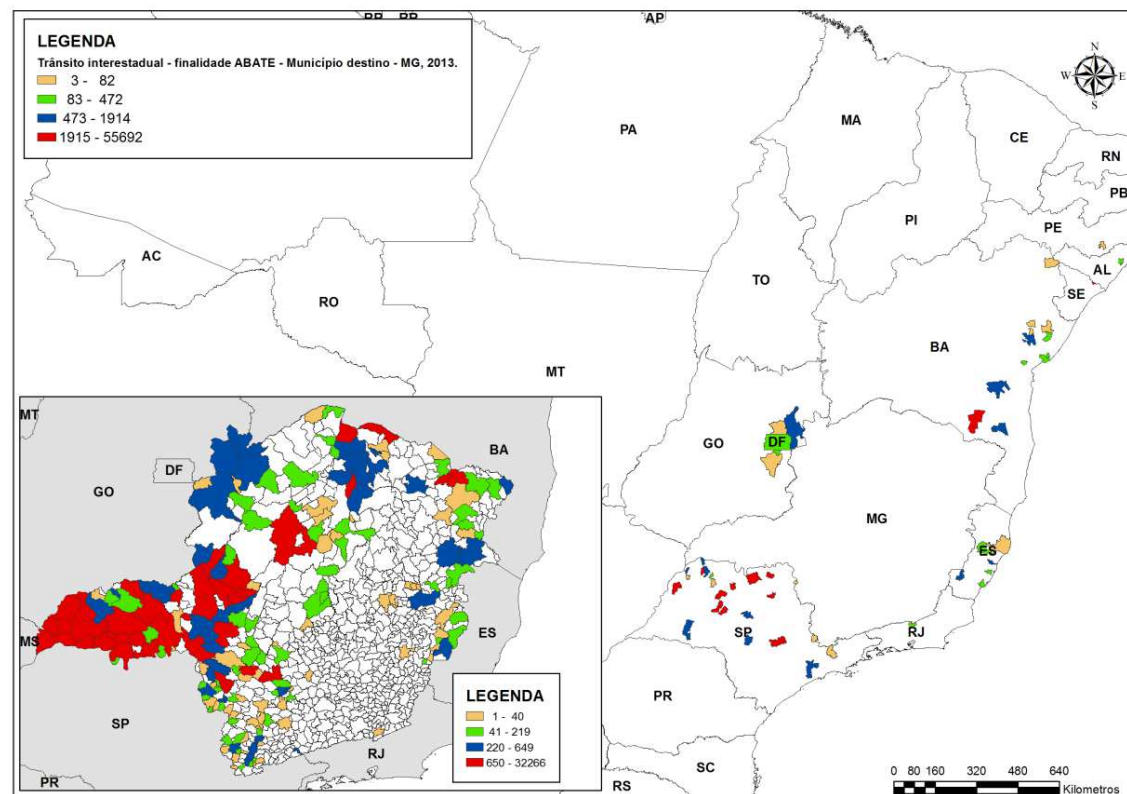 LEGENDA
Trânsito interestadual - finalidade ABATE - Município destino - MG, 2013.
3 - 82
83 - 472
473 - 1914
1915 - 55692
AP
N
W E
S
PA
MA
CE
RN
PB
PI
PE
AC
AL
TO
SE
RO
BA
MT
GO
DF
MG
ES
SP
RJ
PR
SC
RS
MT
BA
DF
GO
MS
ES
SP
RJ
PR
LEGENDA
1 - 40
41 - 219
220 - 649
650 - 32266
0 80 160 320 480 640
Kilometros